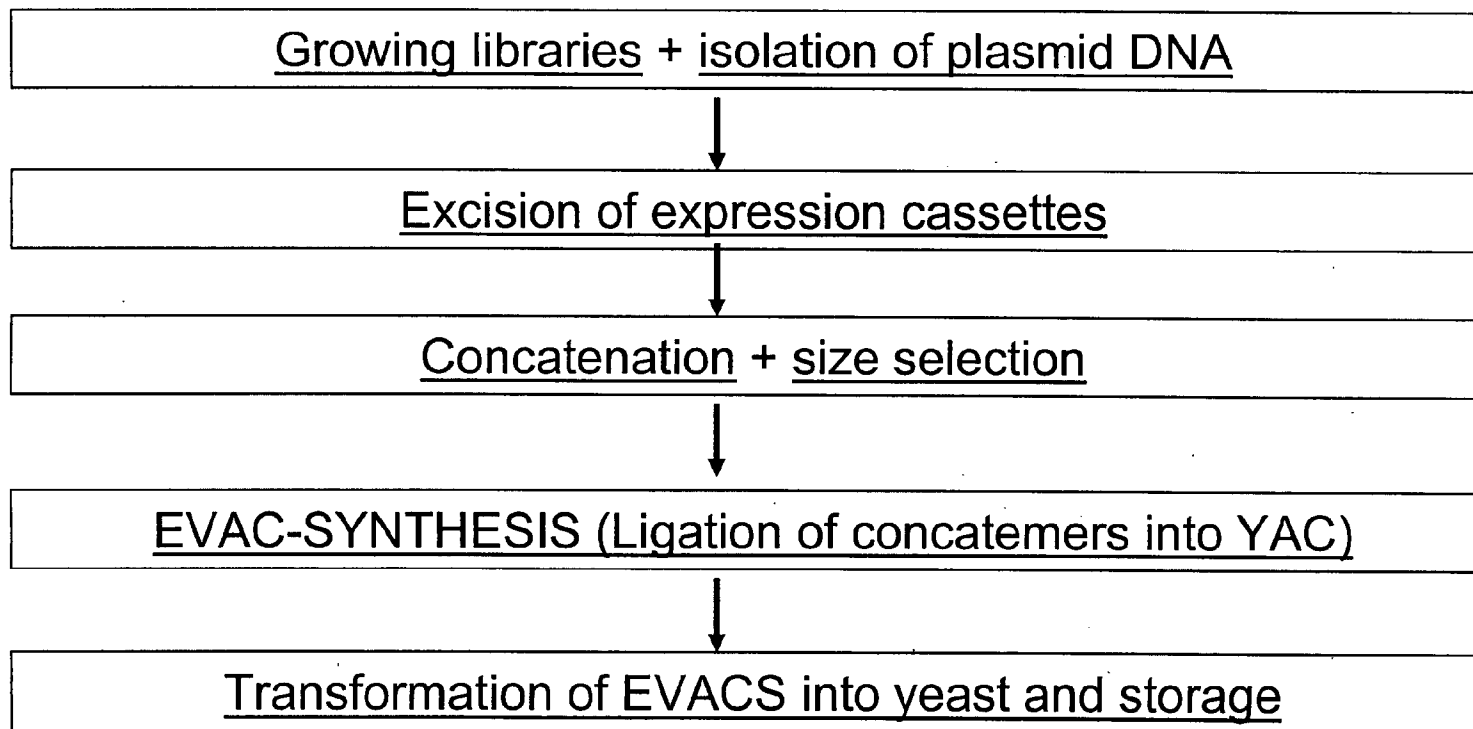 Growing libraries + isolation of plasmid DNA
Excision of expression cassettes
Concatenation + size selection
EVAC-SYNTHESIS (Ligation of concatemers into YAC)
Transformation of EVACS into yeast and storage